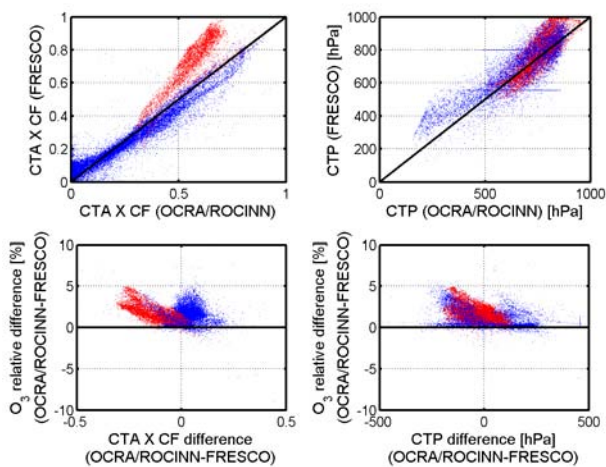 CTA X CF (FRESCO)
1
0.8
0.6
0.4
0.2
0
0 0.5 1
CTA X CF (OCRA/ROCINN)
CTP (FRESCO) [hPa]
1000
800
600
400
200
0
0 500 1000
CTP (OCRA/ROCINN) [hPa]
O3 relative difference [%]
(OCRA/ROCINN-FRESCO)
10
5
0
-5
-10
-0.5 0 0.5
CTA X CF difference
(OCRA/ROCINN-FRESCO)
O3 relative difference [%]
(OCRA/ROCINN-FRESCO)
10
5
0
-5
-10
-500 0 500
CTP difference [hPa]
(OCRA/ROCINN-FRESCO)